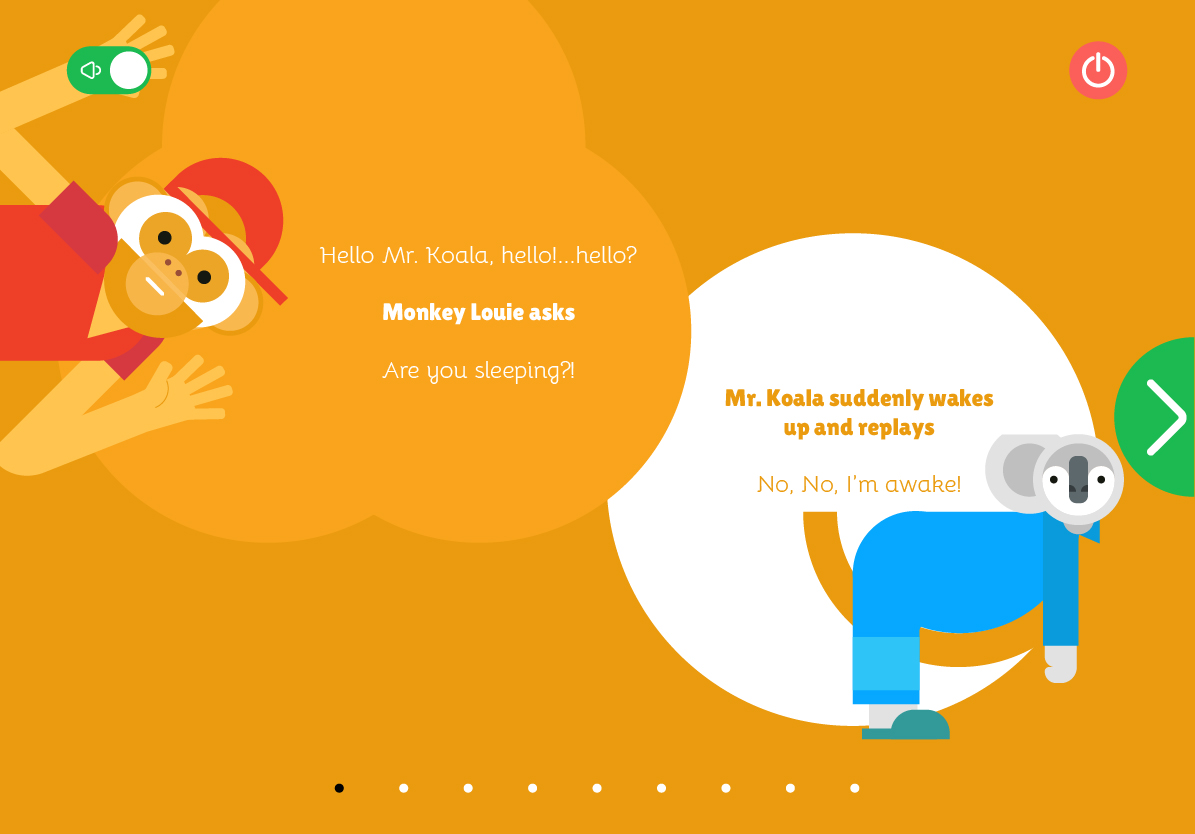 Hello Mr. Koala, hello!...hello?
Monkey Louie asks
Are you sleeping?!
Mr. Koala suddenly wakes
up and replays
No, No, I'm awake!